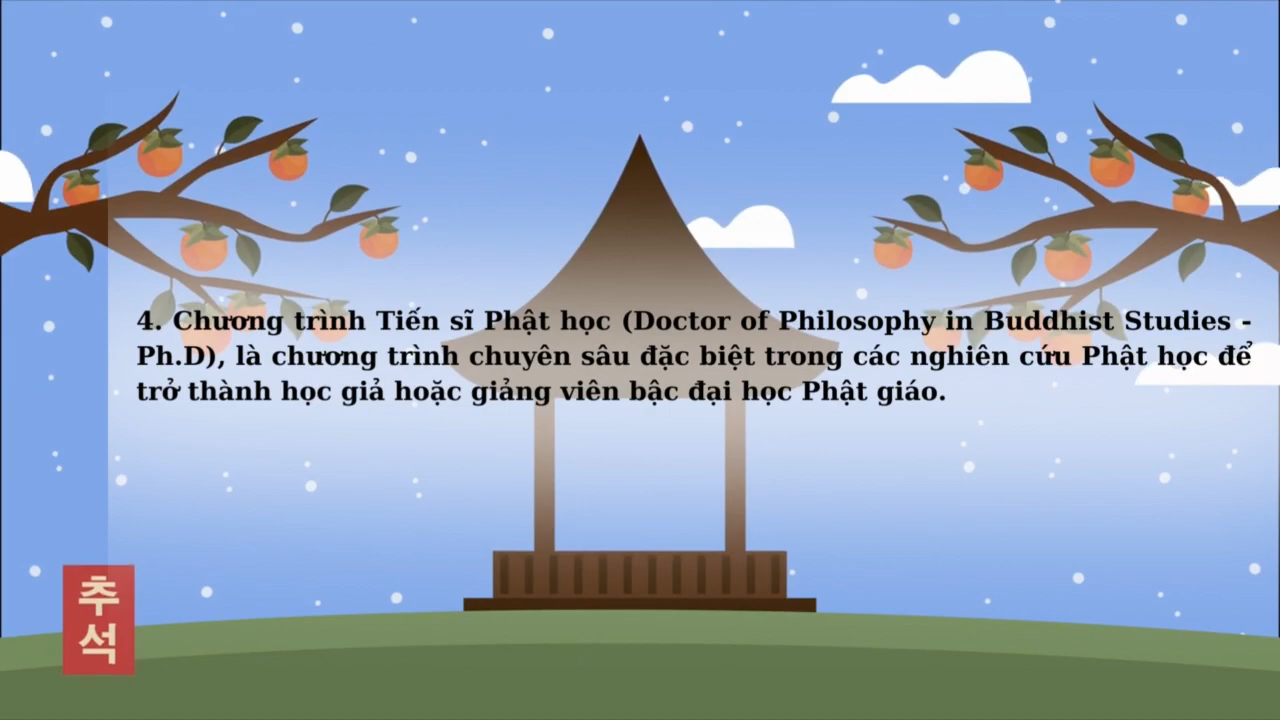 4. Chương trình Tiến sĩ Phật học (Doctor of Philosophy in Buddhist Studies -
Ph.D), là chương trình chuyên sâu đặc biệt trong các nghiên cứu Phật học để
trở thành học giả hoặc giảng viên bậc đại học Phật giáo.
추
석